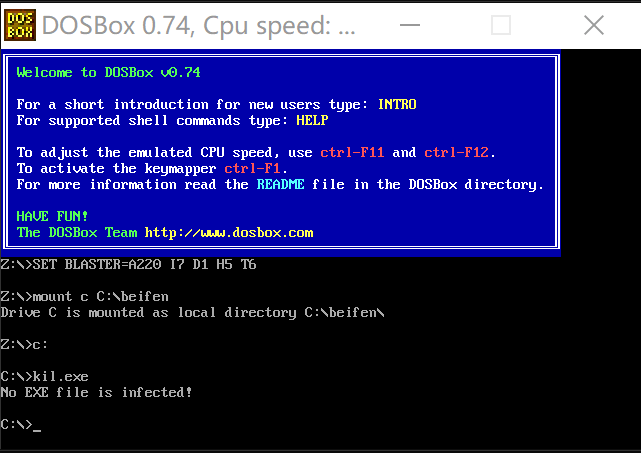 DOS
BOX
DOSBox 0.74, Cpu speed: ...
Welcome to DOSBox v0.74
For a short introduction for new users type: INTRO
For supported shell commands type: HELP
To adjust the emulated CPU speed, use ctrl-F11 and ctrl-F12.
To activate the keymapper ctrl-F1.
For more information read the README file in the DOSBox directory.
HAVE FUN!
The DOSBox Team http://www.dosbox.com
Z:\>SET BLASTER=A220 I7 D1 H5 T6
Z:\>mount c C:\beifen
Drive C is mounted as local directory C:\beifen\
Z:\>c:
C:\>kil.exe
No EXE file is infected!
C:\>_